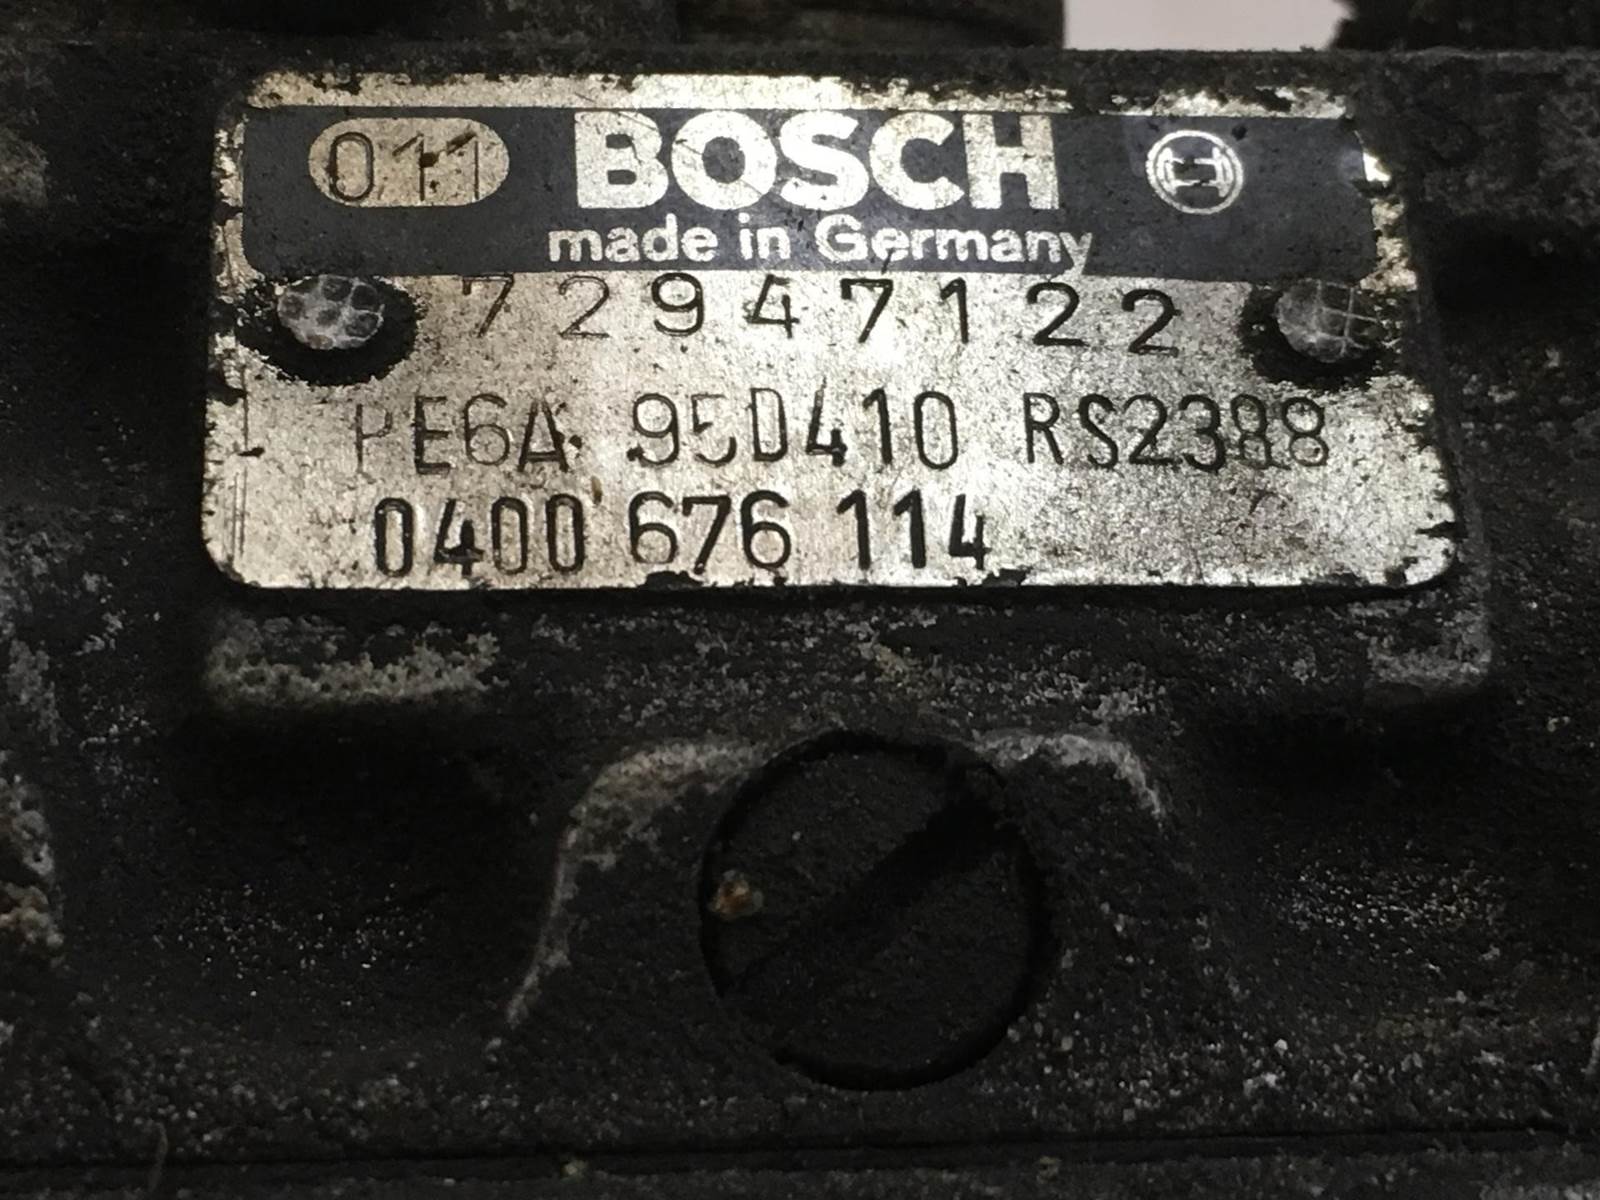 011 BOSCH
made in Germany
72947122
PE6A 95D410 RS2388
0400 676 114